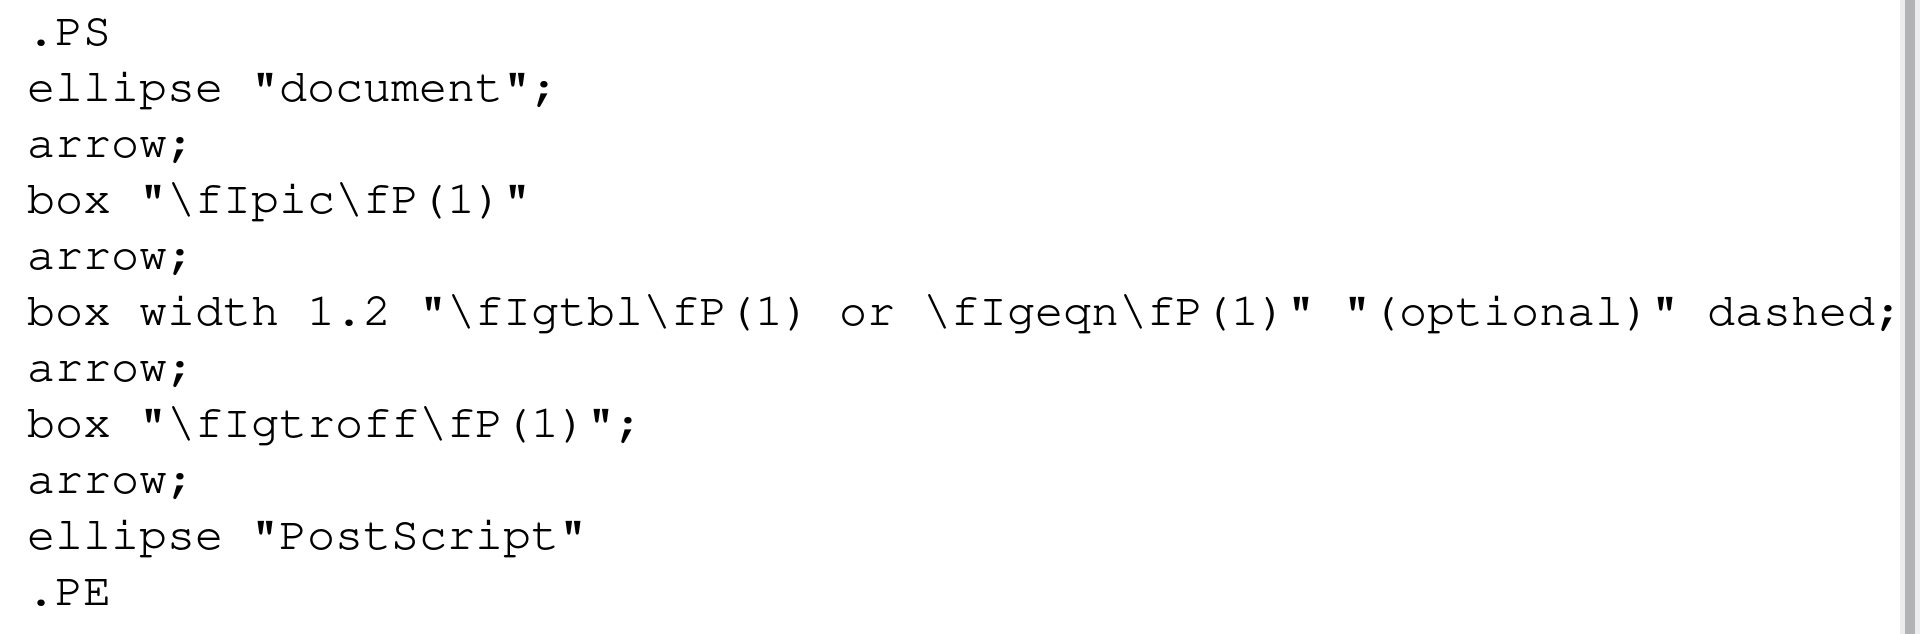 .PS
ellipse "document";
arrow;
box "\fIpic\fP(1)"
arrow;
box width 1.2 "\fIgtbl\fP(1) or \fIgeqn\fP(1)" "(optional)" dashed;
arrow;
box "\fIgtroff\fP(1)";
arrow;
ellipse "PostScript"
.PE